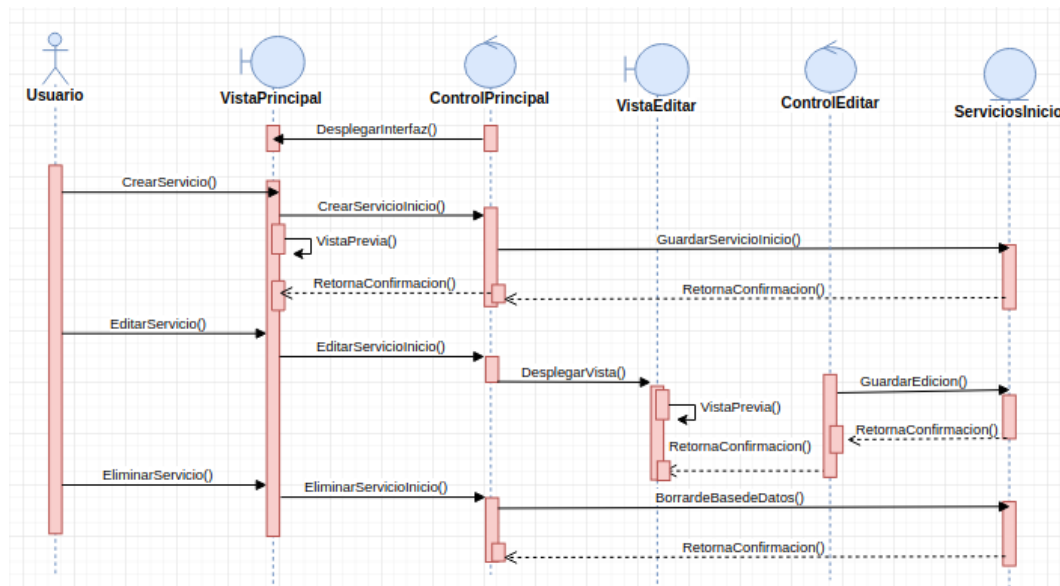 Usuario
VistaPrincipal
ControlPrincipal
VistaEditar
ControlEditar
ServiciosInicio
DesplegarInterfaz()
CrearServicio()
CrearServicioInicio()
VistaPrevia()
GuardarServicioInicio()
RetornaConfirmacion()
RetornaConfirmacion()
EditarServicio()
EditarServicioInicio()
DesplegarVista()
GuardarEdicion()
VistaPrevia()
RetornaConfirmacion()
RetornaConfirmacion()
EliminarServicio()
EliminarServicioInicio()
BorrardeBasedeDatos()
RetornaConfirmacion()